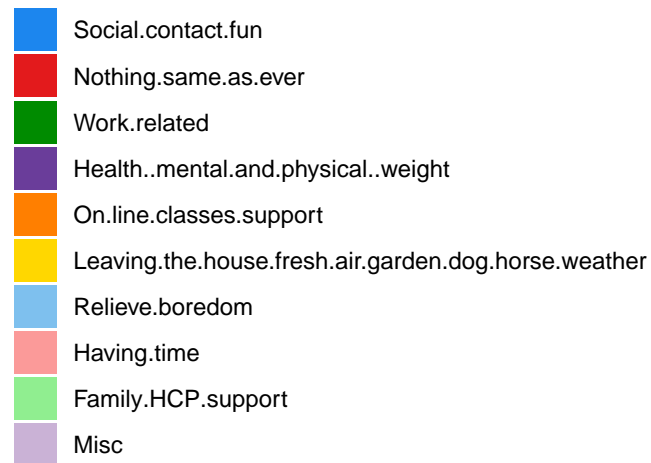 Social.contact.fun
Nothing.same.as.ever
Work.related
Health..mental.and.physical..weight
On.line.classes.support
Leaving.the.house.fresh.air.garden.dog.horse.weather
Relieve.boredom
Having.time
Family.HCP.support
Misc